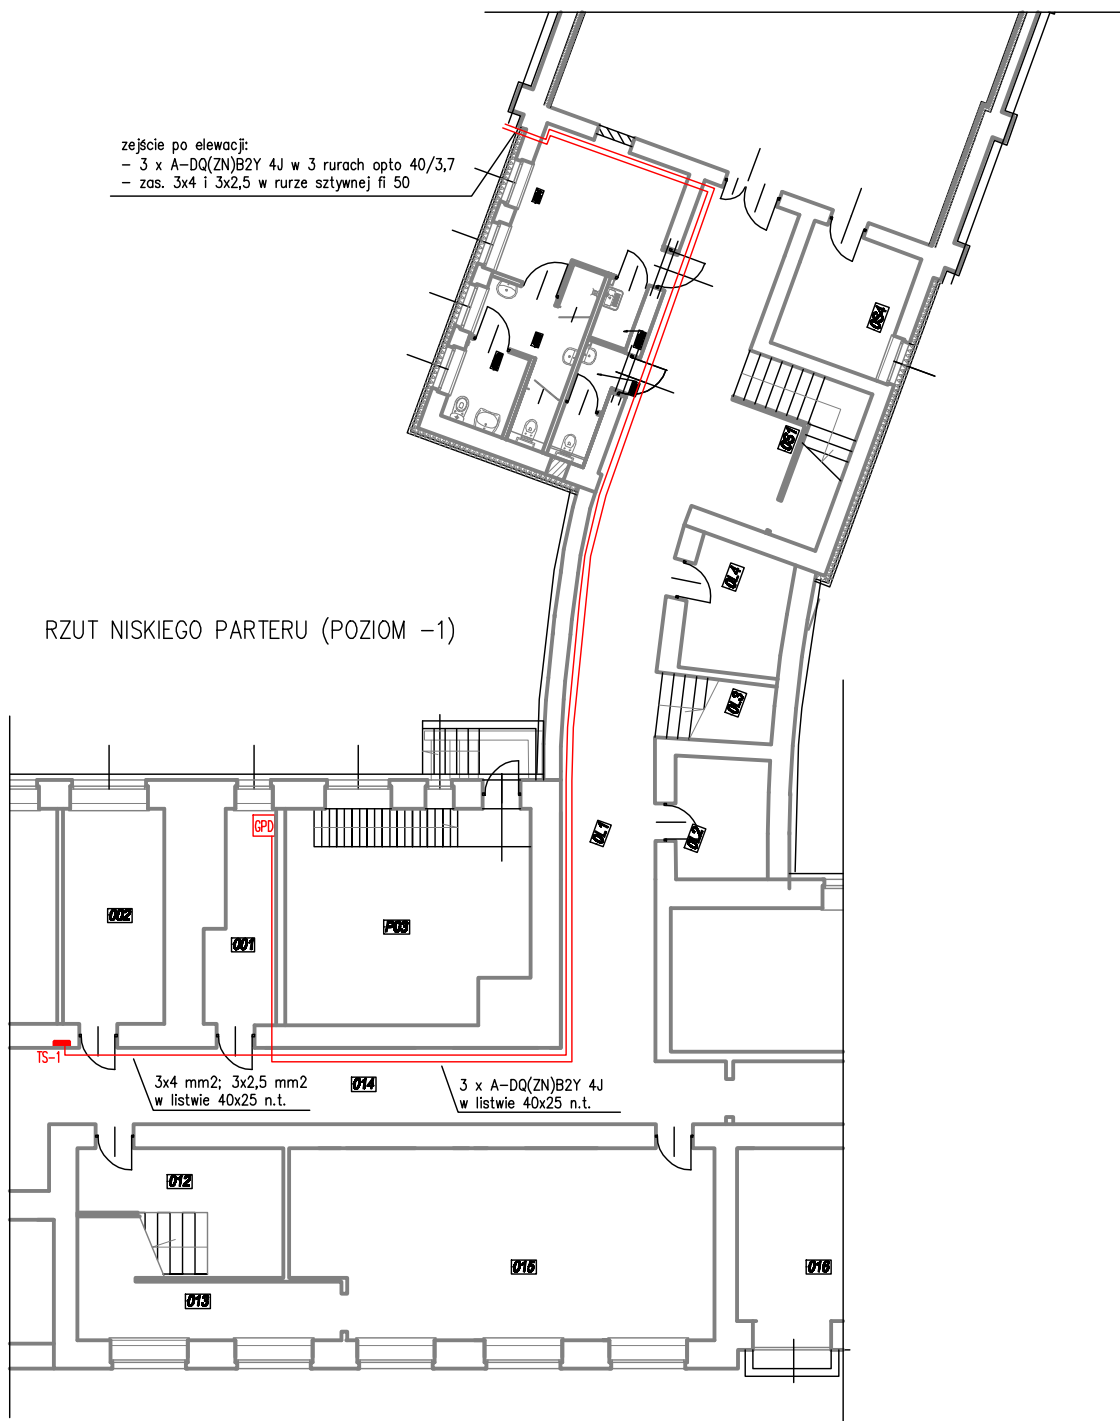 zejście po elewacji:
– 3 x A–DQ(ZN)B2Y 4J w 3 rurach opto 40/3,7
– zas. 3x4 i 3x2,5 w rurze sztywnej fi 50
0S4
0S1
0L4
RZUT NISKIEGO PARTERU (POZIOM –1)
0L3
GPD
0L1
0L2
002
001
P03
TS–1
3x4 mm2; 3x2,5 mm2
w listwie 40x25 n.t.
014
3 x A–DQ(ZN)B2Y 4J
w listwie 40x25 n.t.
012
015
016
013